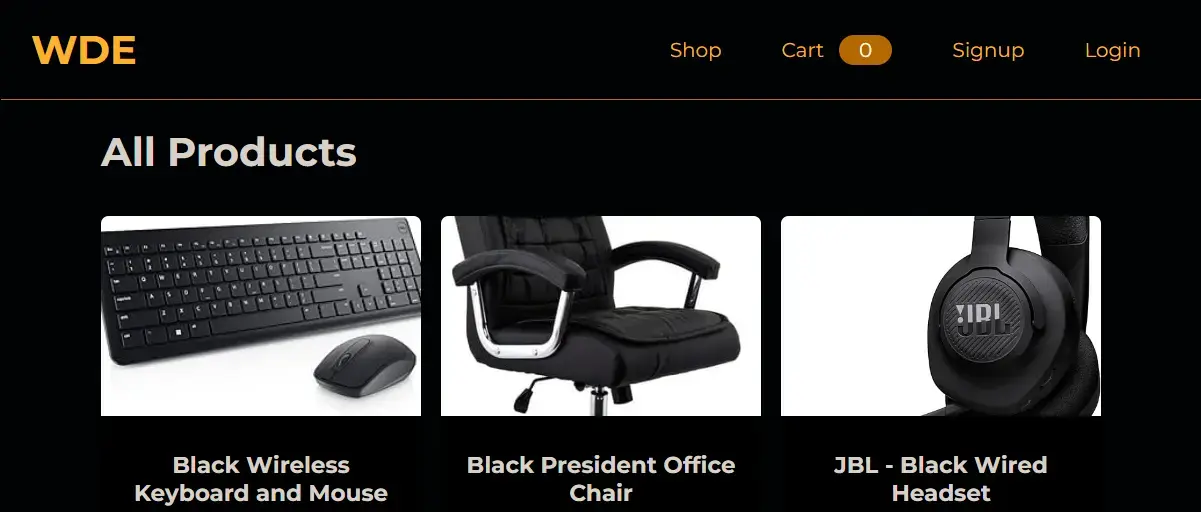 WDE
Shop
Cart 0
Signup
Login
All Products
JBL
Black Wireless
Keyboard and Mouse
Black President Office
Chair
JBL - Black Wired
Headset